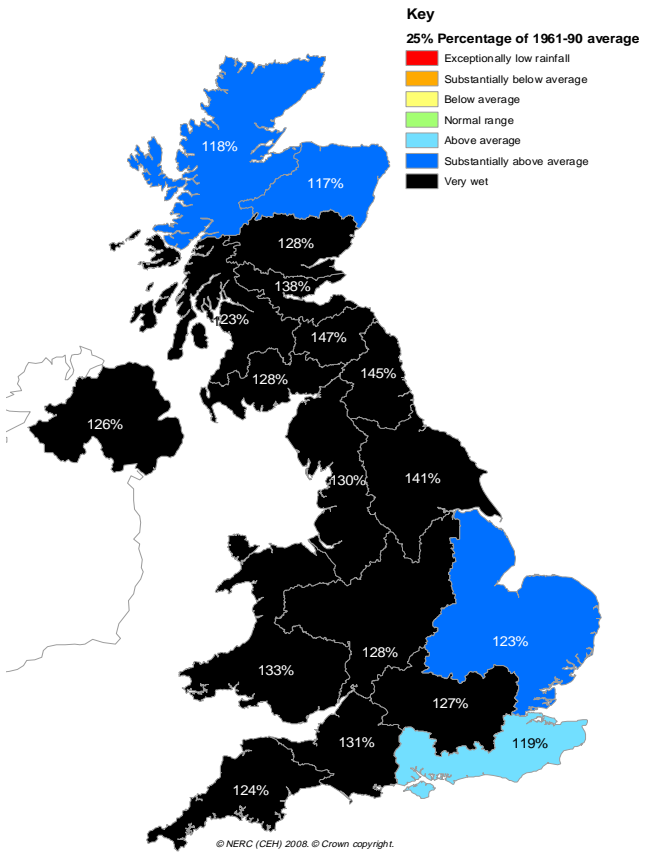 Key
25% Percentage of 1961-90 average
Exceptionally low rainfall
Substantially below average
Below average
Normal range
Above average
Substantially above average
Very wet
118%
117%
128%
138%
123%
147%
128%
145%
126%
130%
141%
123%
128%
133%
127%
131%
119%
124%
© NERC (CEH) 2008. © Crown copyright.